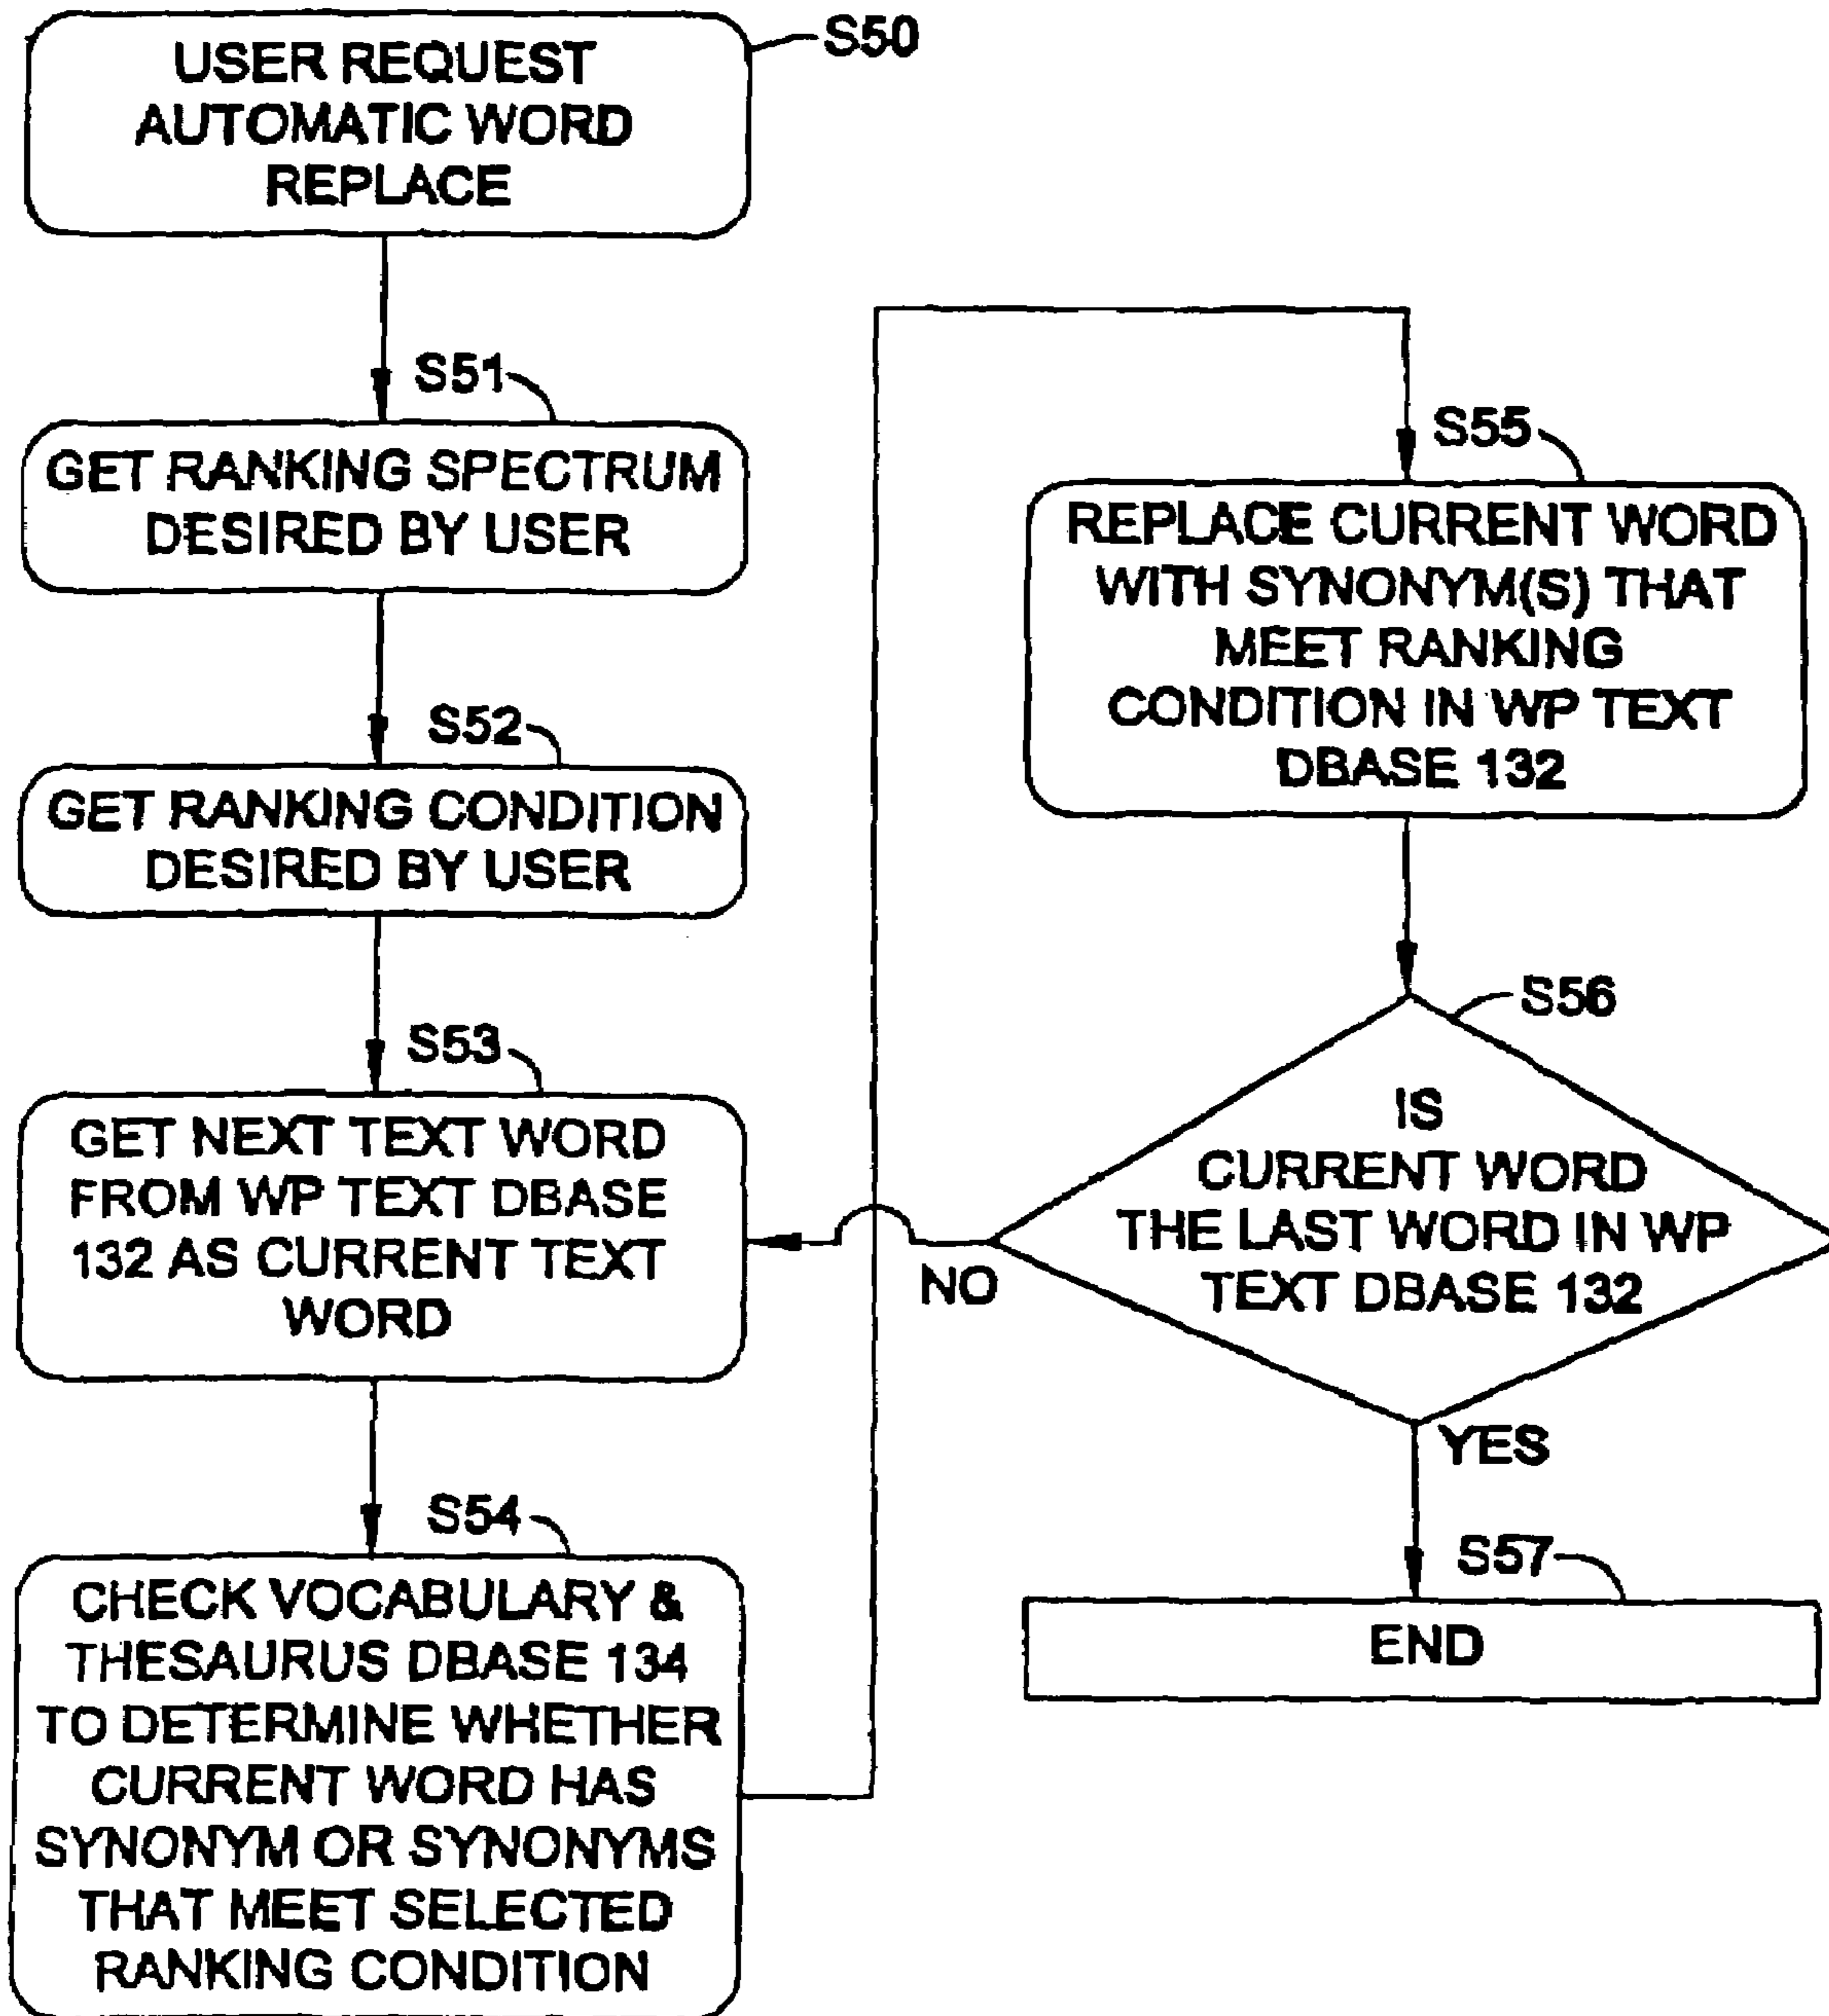 USER REQUEST
AUTOMATIC WORD
REPLACE
S50
S51
GET RANKING SPECTRUM
DESIRED BY USER
S52
GET RANKING CONDITION
DESIRED BY USER
S53
GET NEXT TEXT WORD
FROM WP TEXT DBASE
132 AS CURRENT TEXT
WORD
S54
CHECK VOCABULARY &
THESAURUS DBASE 134
TO DETERMINE WHETHER
CURRENT WORD HAS
SYNONYM OR SYNONYMS
THAT MEET SELECTED
RANKING CONDITION
S55
REPLACE CURRENT WORD
WITH SYNONYM(S) THAT
MEET RANKING
CONDITION IN WP TEXT
DBASE 132
S56
IS
CURRENT WORD
THE LAST WORD IN WP
TEXT DBASE 132
NO
YES
S57
END